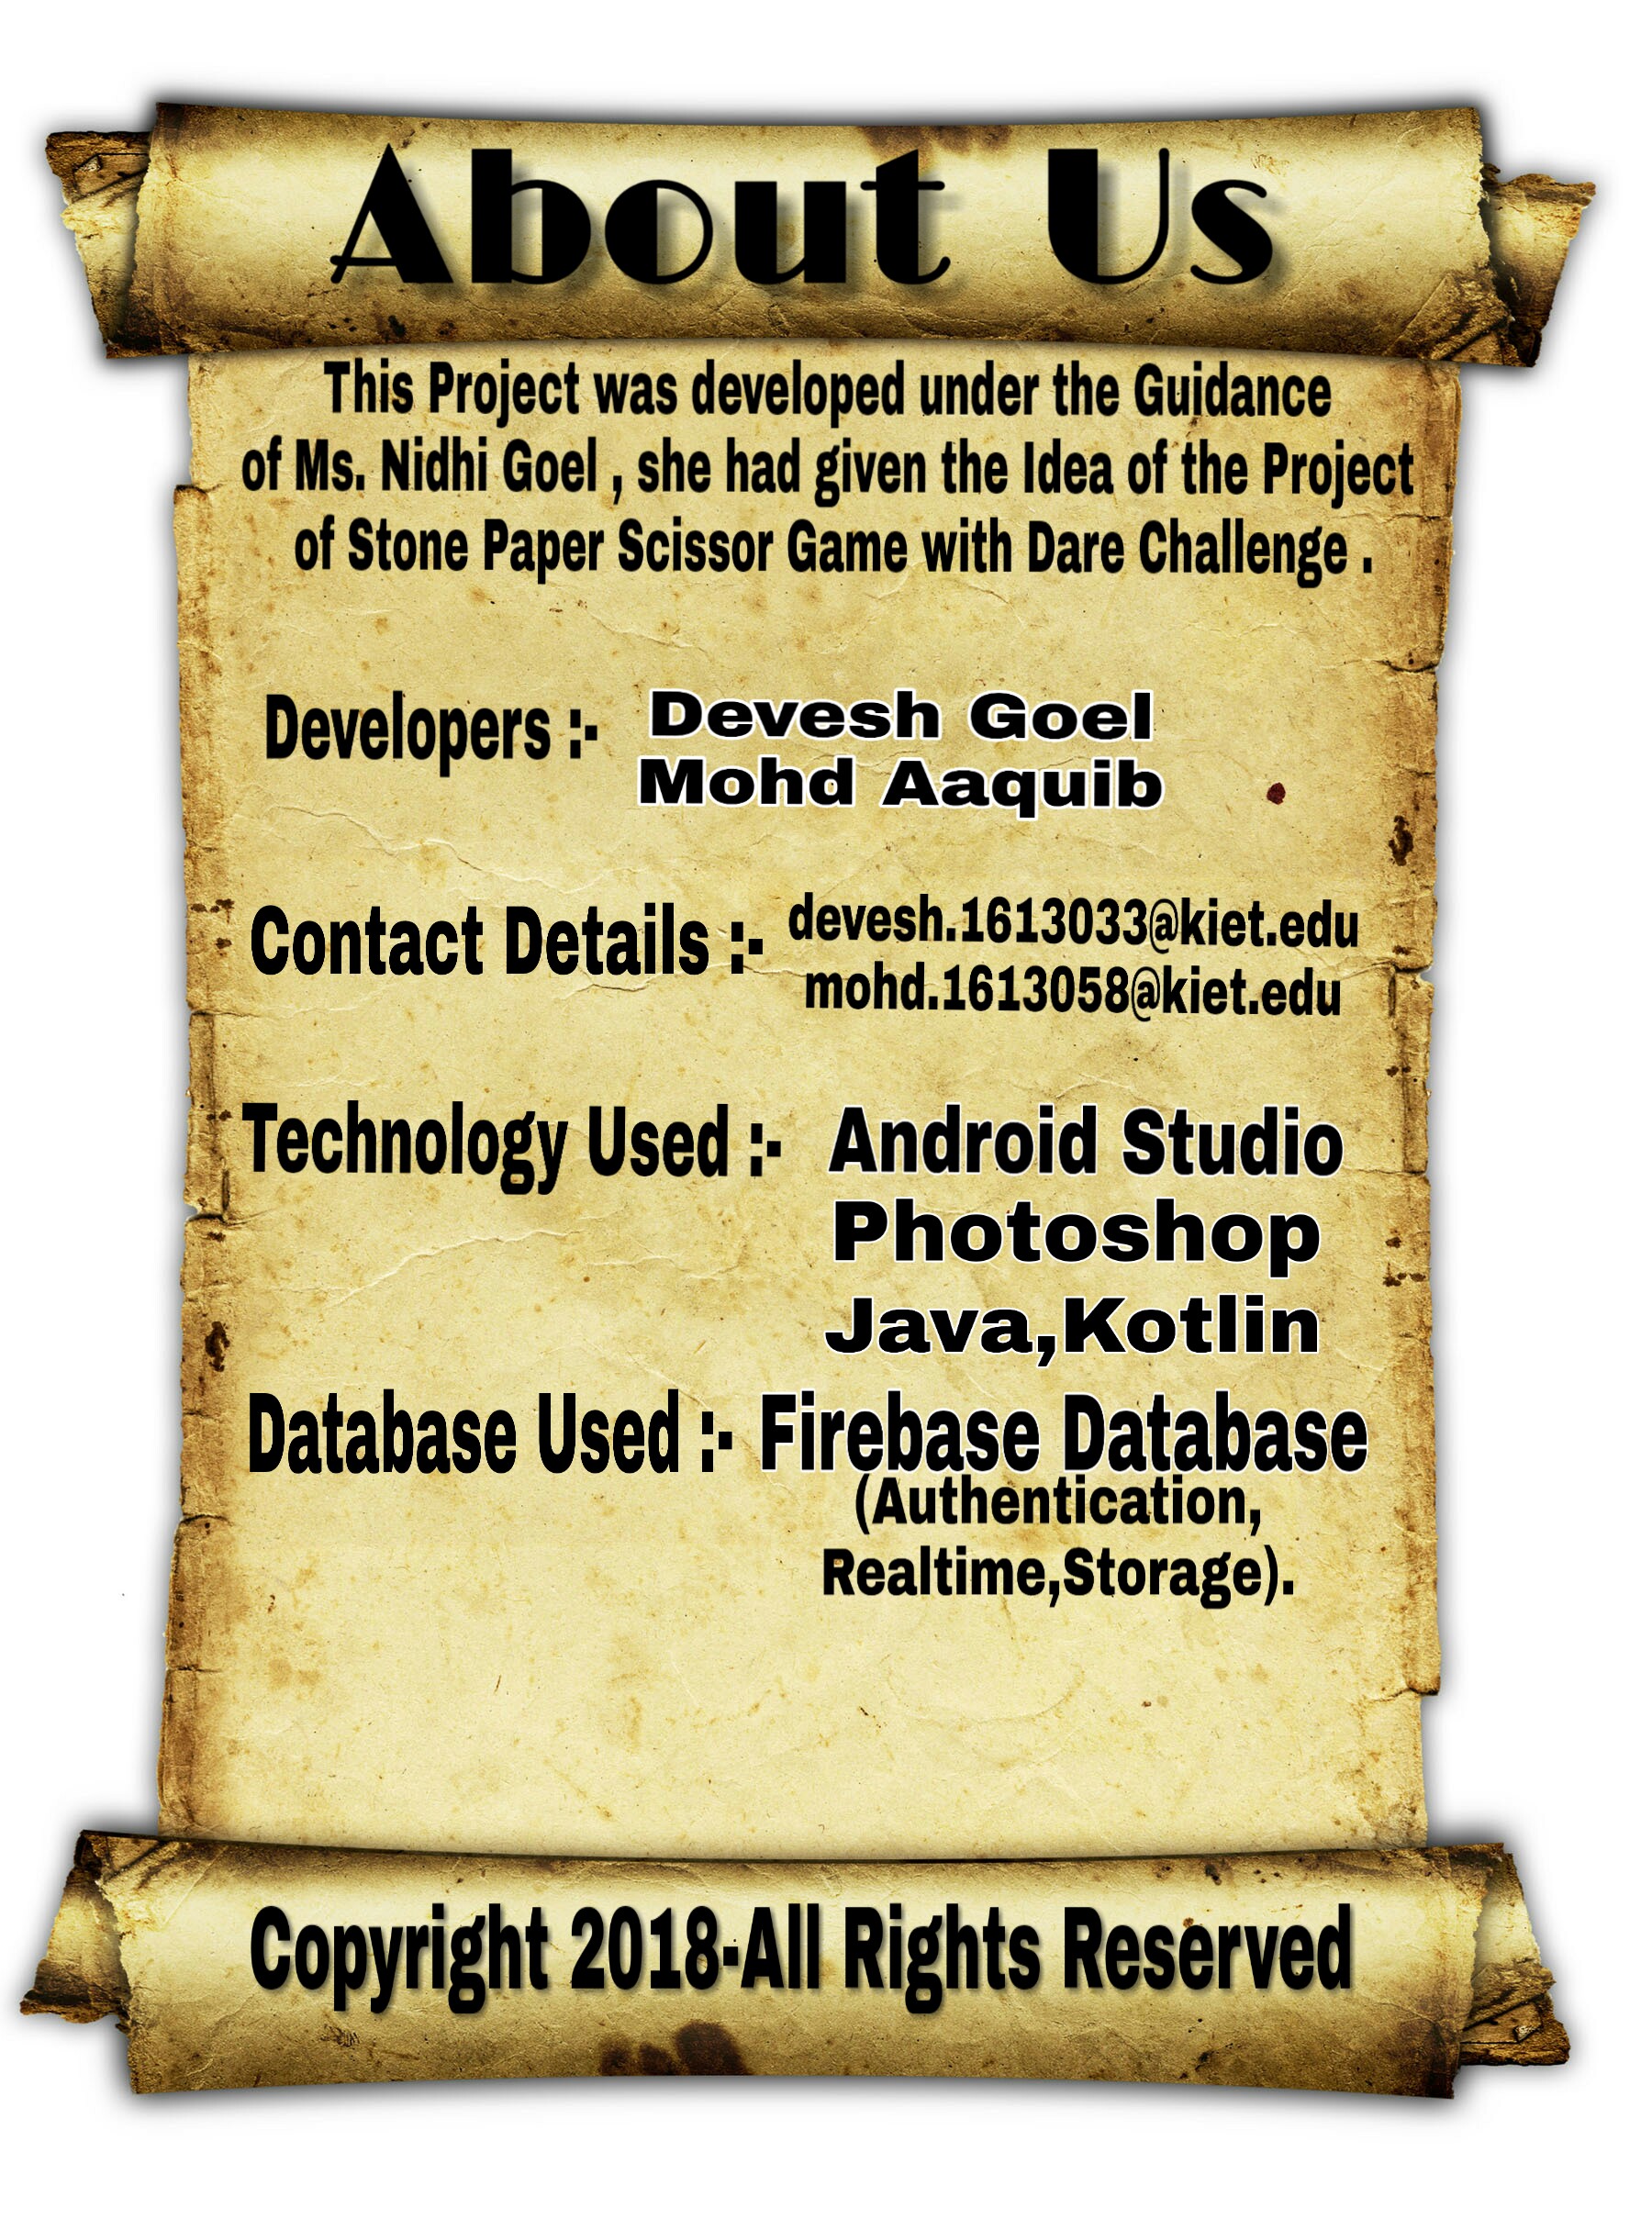 About Us
This Project was developed under the Guidance
of Ms. Nidhi Goel , she had given the Idea of the Project
of Stone Paper Scissor Game with Dare Challenge .
Developers :- Devesh Goel
Mohd Aaquib
Contact Details :- devesh.1613033@kiet.edu
mohd.1613058@kiet.edu
Technology Used :- Android Studio
Photoshop
Java,Kotlin
Database Used :- Firebase Database
(Authentication,
Realtime,Storage).
Copyright 2018-All Rights Reserved